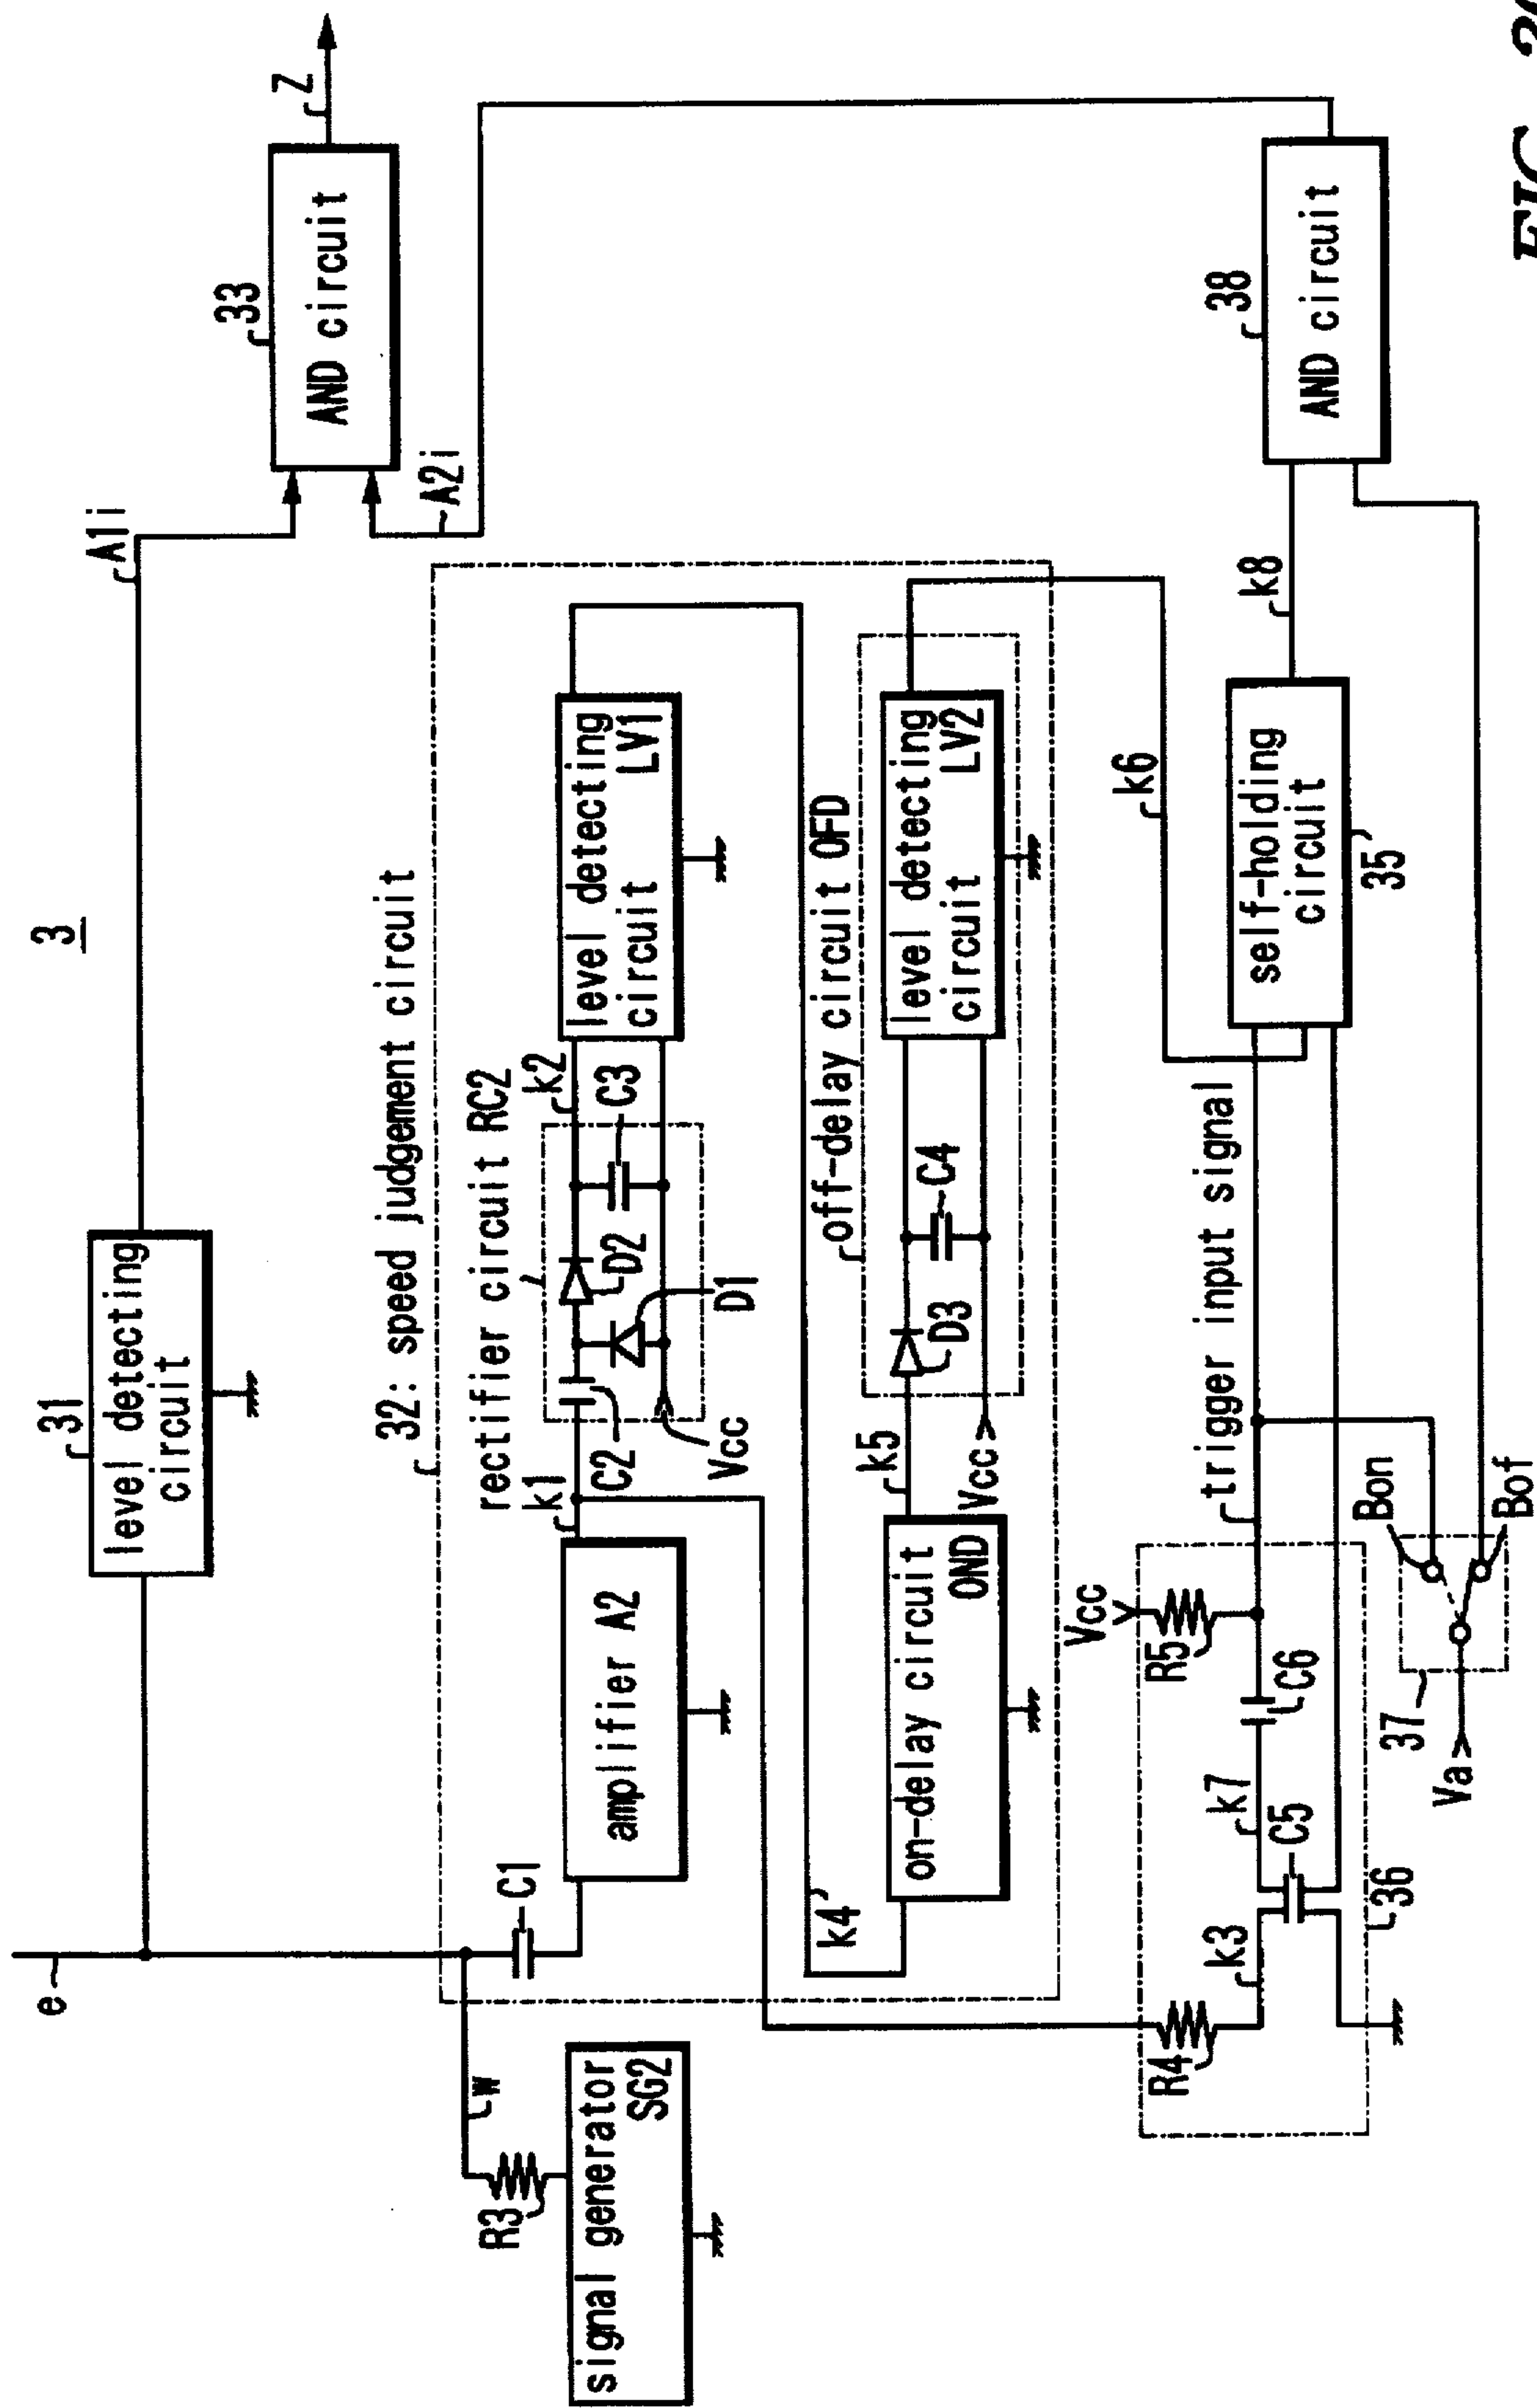 3
e
31
level detecting
circuit
A1i
33
AND circuit
Z
A2i
w
R3
signal generator
SG2
32: speed judgement circuit
C1
amplifier A2
k1
rectifier circuit RC2
C2
Vcc
D1
D2
C3
k2
level detecting
circuit LV1
k4
on-delay circuit
OND
k5
off-delay circuit OFD
Vcc
D3
C4
level detecting
circuit LV2
k6
R4
k3
36
C5
k7
C6
R5
Vcc
trigger input signal
self-holding
circuit
35
k8
38
AND circuit
37
Va
Bon
Bof